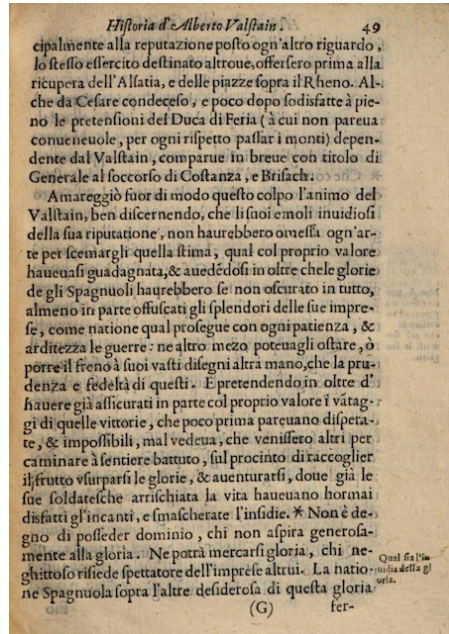 Historia d'Alberto Valstain. 49
cipalmente alla reputazione posto ogn'altro riguardo,
lo stesso essercito destinato altroue, offersero prima alla
ricupera dell'Alsatia, e delle piazze sopra il Rheno. Al-
che da Cesare condeceso, e poco dopo sodisfatte à pie-
no le pretensioni del Duca di Feria (à cui non pareua
conueneuole, per ogni rispetto passar i monti) depen-
dente dal Valstain, comparue in breue con titolo di
Generale al soccorso di Costanza, e Brisach.
Amareggiò fuor di modo questo colpo l'animo del
Valstain, ben discernendo, che li suoi emoli inuidiosi
della sua riputatione, non haurebbero omessa ogn'ar-
te per scemargli quella stima, qual col proprio valore
haueuasi guadagnata, & auedēdosi in oltre che le glorie
de gli Spagnuoli haurebbero se non oscurato in tutto,
almeno in parte offuscati gli splendori delle sue impre-
se, come natione qual prosegue con ogni patienza, &
arditezza le guerre: ne altro mezo poteuagli ostare, ò
porre il freno à suoi vasti disegni altra mano, che la pru-
denza e fedeltà di questi. E pretendendo in oltre d'
hauere già assicurati in parte col proprio valore i vātag-
gi di quelle vittorie, che poco prima pareuano dispera-
te, & impossibili, mal vedeua, che venissero altri per
caminare à sentiere battuto, sul procinto di raccoglier
il frutto vsurparsi le glorie, & auenturarsi, doue già le
sue soldatesche arrischiata la vita haueuano hormai
disfatti gl'incanti, e smascherate l'insidie. * Non è de-
gno di posseder dominio, chi non aspira generosa-
mente alla gloria. Ne potrà mercarsi gloria, chi ne-
ghittoso risiede spettatore dell'imprese altrui. La natio-
ne Spagnuola sopra l'altre desiderosa di questa gloria
Qual sia l'in-
uidia della gl
oria.
(G) fer-